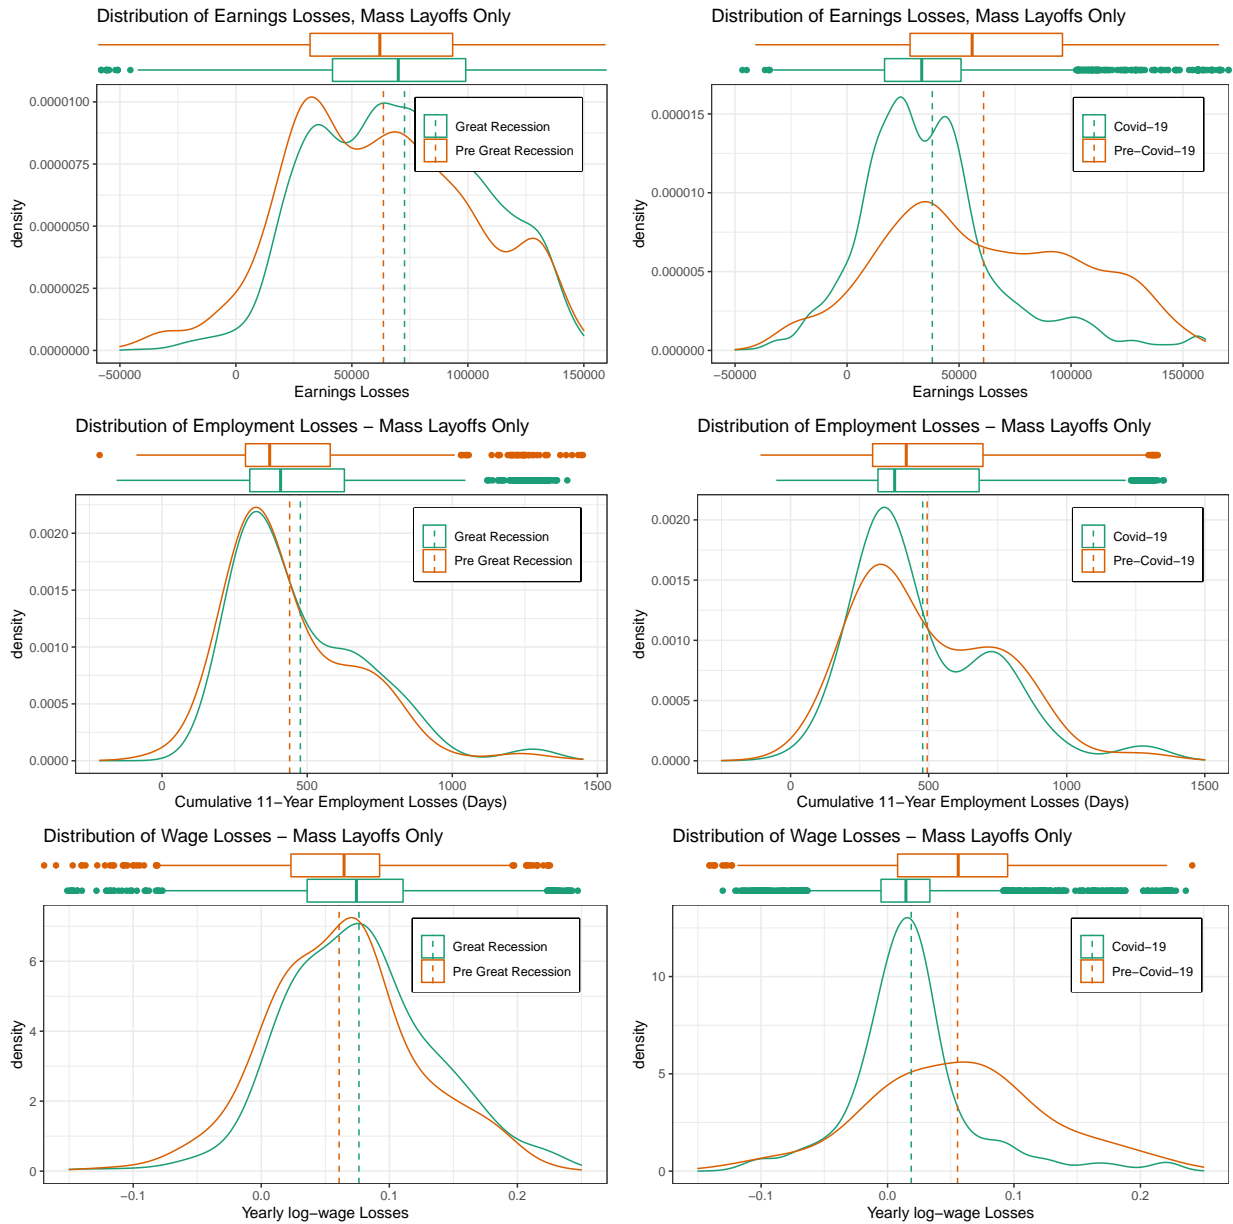 Distribution of Earnings Losses, Mass Layoffs Only
0.0000100
0.0000075
0.0000050
0.0000025
0.0000000
density
Great Recession
Pre Great Recession
−50000 0 50000 100000 150000
Earnings Losses
Distribution of Earnings Losses, Mass Layoffs Only
0.000015
0.000010
0.000005
0.000000
density
Covid−19
Pre−Covid−19
−50000 0 50000 100000 150000
Earnings Losses
Distribution of Employment Losses − Mass Layoffs Only
0.0020
0.0015
0.0010
0.0005
0.0000
density
Great Recession
Pre Great Recession
0 500 1000 1500
Cumulative 11−Year Employment Losses (Days)
Distribution of Employment Losses − Mass Layoffs Only
0.0020
0.0015
0.0010
0.0005
0.0000
density
Covid−19
Pre−Covid−19
0 500 1000 1500
Cumulative 11−Year Employment Losses (Days)
Distribution of Wage Losses − Mass Layoffs Only
6
4
2
0
density
Great Recession
Pre Great Recession
−0.1 0.0 0.1 0.2
Yearly log−wage Losses
Distribution of Wage Losses − Mass Layoffs Only
10
5
0
density
Covid−19
Pre−Covid−19
−0.1 0.0 0.1 0.2
Yearly log−wage Losses